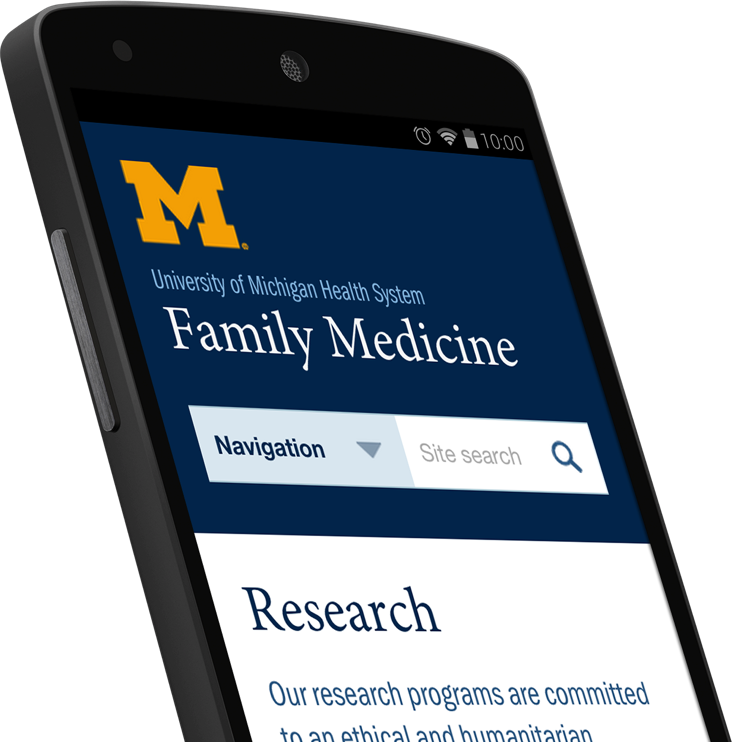 10:00
M
University of Michigan Health System
Family Medicine
Navigation
Site search
Research
Our research programs are committed
to an ethical and humanitarian